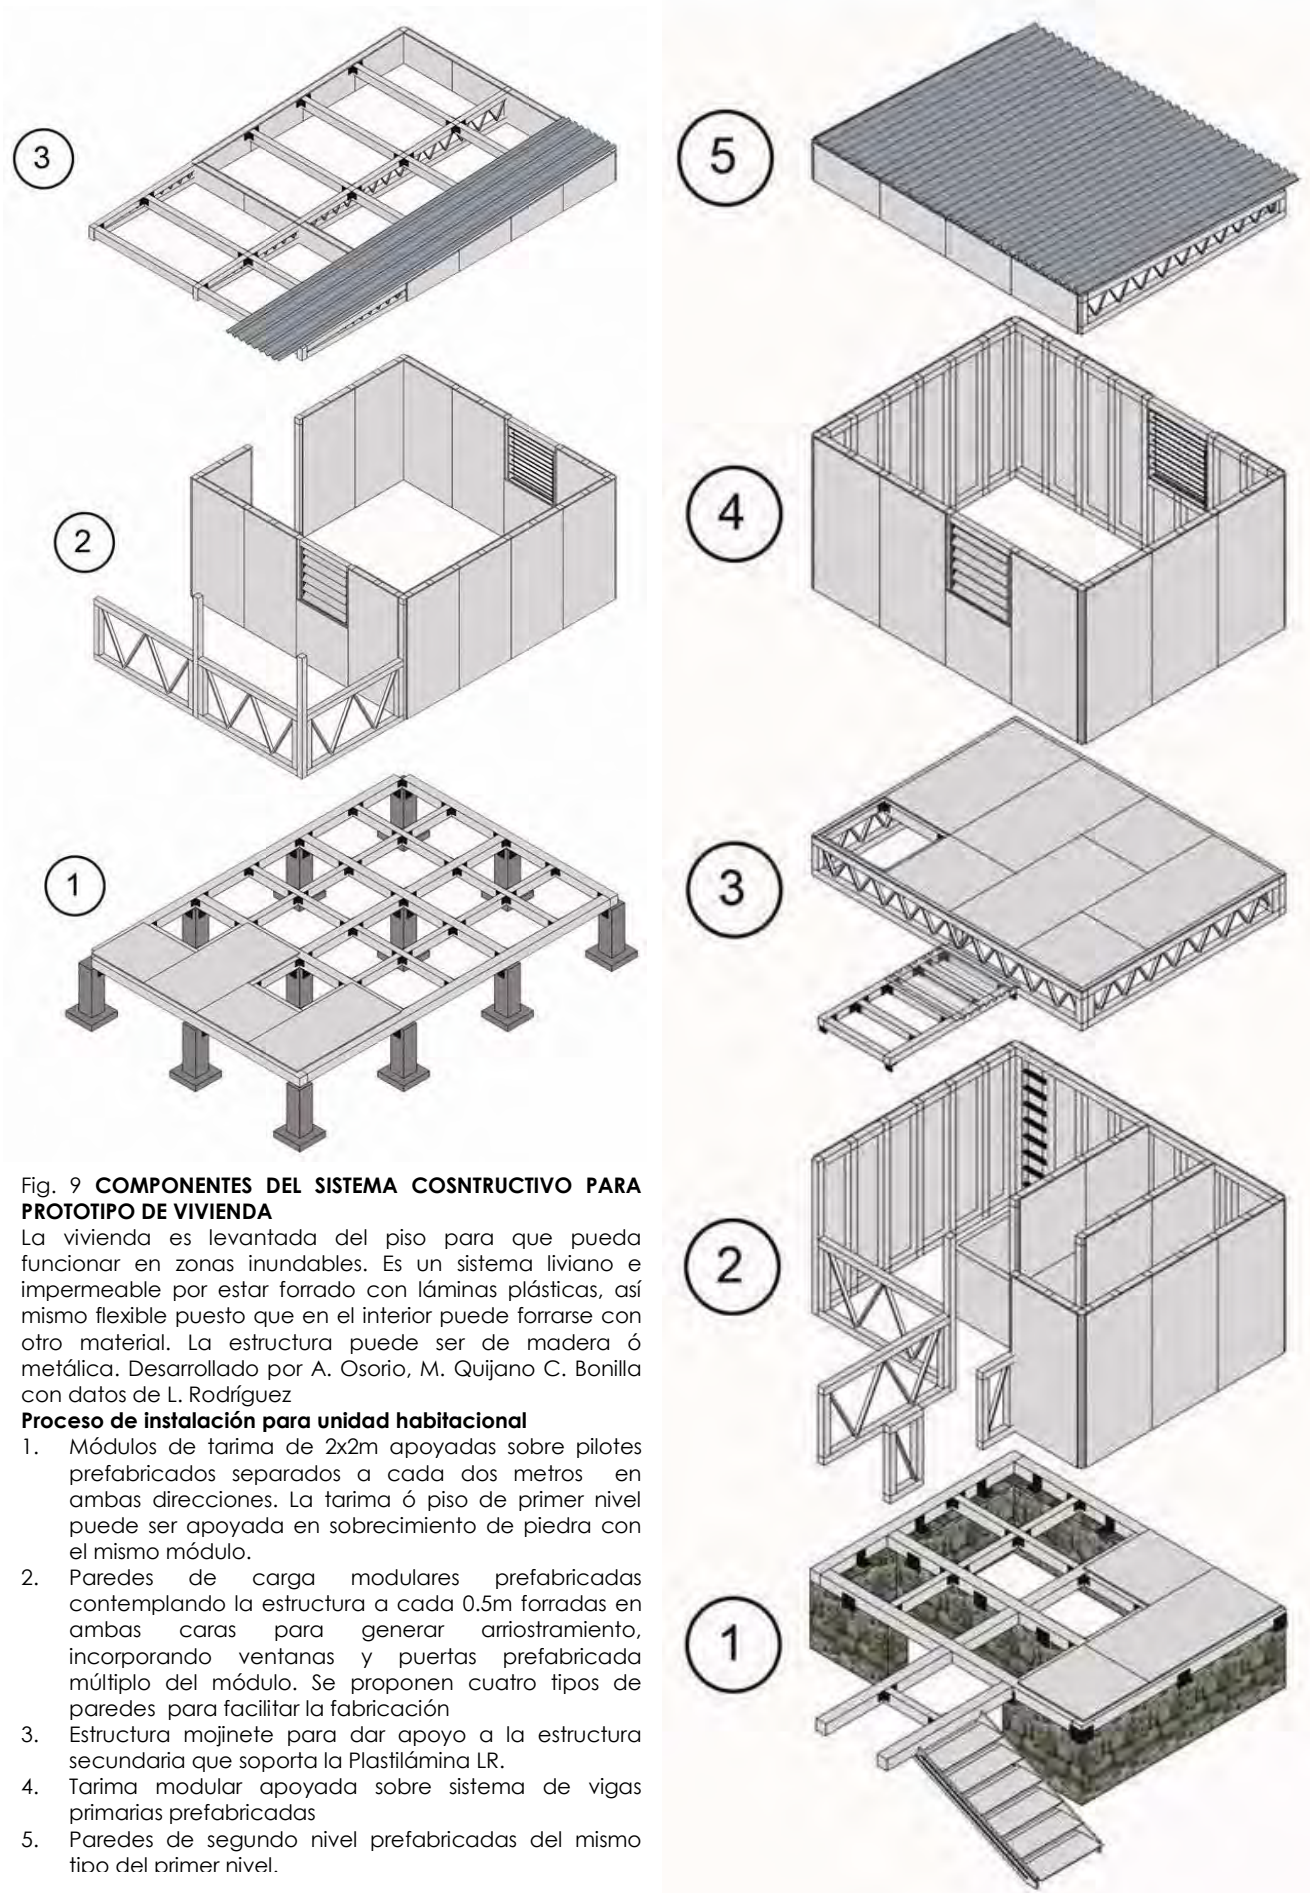 3
2
1
Fig. 9 COMPONENTES DEL SISTEMA COSNTRUCTIVO PARA
PROTOTIPO DE VIVIENDA
La vivienda es levantada del piso para que pueda
funcionar en zonas inundables. Es un sistema liviano e
impermeable por estar forrado con láminas plásticas, así
mismo flexible puesto que en el interior puede forrarse con
otro material. La estructura puede ser de madera ó
metálica. Desarrollado por A. Osorio, M. Quijano C. Bonilla
con datos de L. Rodríguez
Proceso de instalación para unidad habitacional
1. Módulos de tarima de 2x2m apoyadas sobre pilotes
prefabricados separados a cada dos metros en
ambas direcciones. La tarima ó piso de primer nivel
puede ser apoyada en sobrecimiento de piedra con
el mismo módulo.
2. Paredes de carga modulares prefabricadas
contemplando la estructura a cada 0.5m forradas en
ambas caras para generar arriostramiento,
incorporando ventanas y puertas prefabricada
múltiplo del módulo. Se proponen cuatro tipos de
paredes para facilitar la fabricación
3. Estructura mojinete para dar apoyo a la estructura
secundaria que soporta la Plastilámina LR.
4. Tarima modular apoyada sobre sistema de vigas
primarias prefabricadas
5. Paredes de segundo nivel prefabricadas del mismo
tipo del primer nivel.
5
4
3
2
1